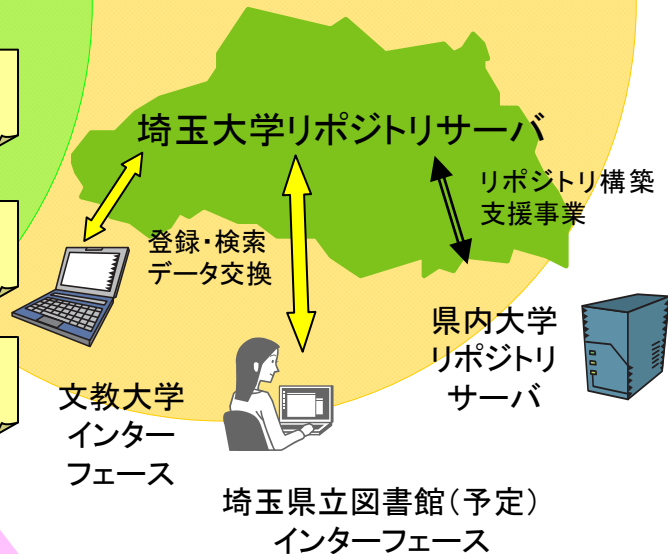 埼玉大学リポジトリサーバ
リポジトリ構築
支援事業
登録・検索
データ交換
県内大学
リポジトリ
サーバ
文教大学
インター
フェース
埼玉県立図書館(予定)
インターフェース